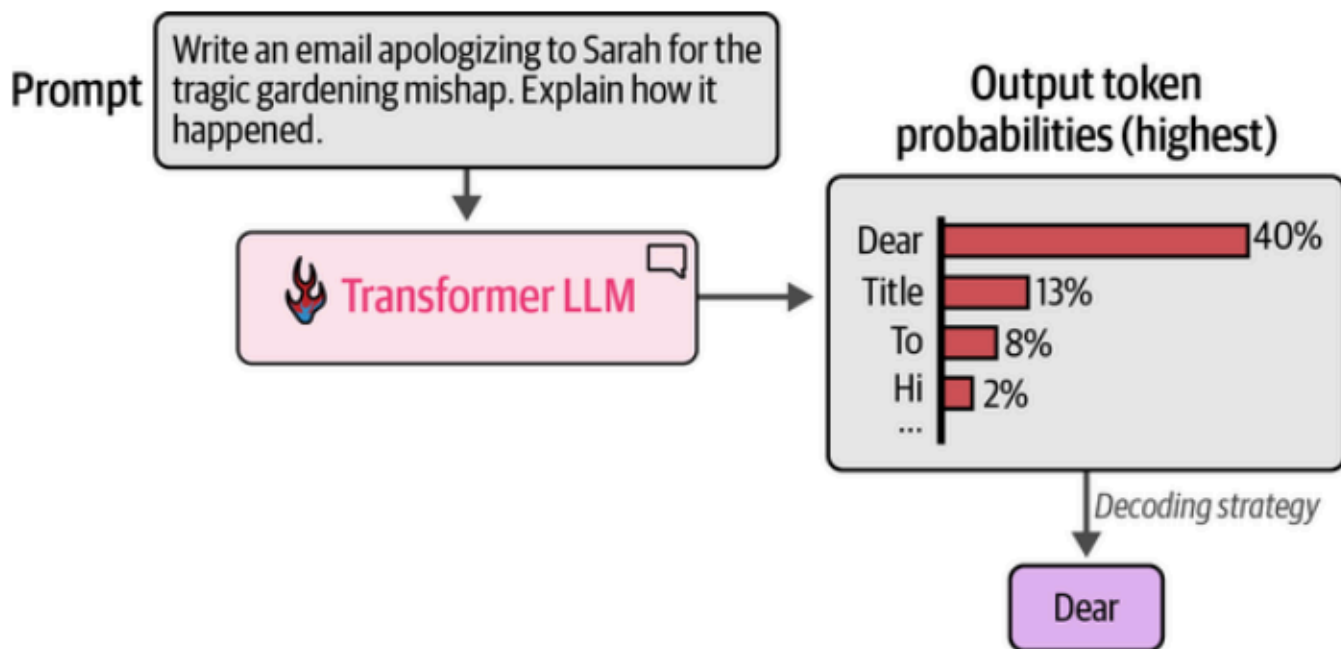 Prompt
Write an email apologizing to Sarah for the
tragic gardening mishap. Explain how it
happened.
Transformer LLM
Output token
probabilities (highest)
Dear 40%
Title 13%
To 8%
Hi 2%
...
Decoding strategy
Dear